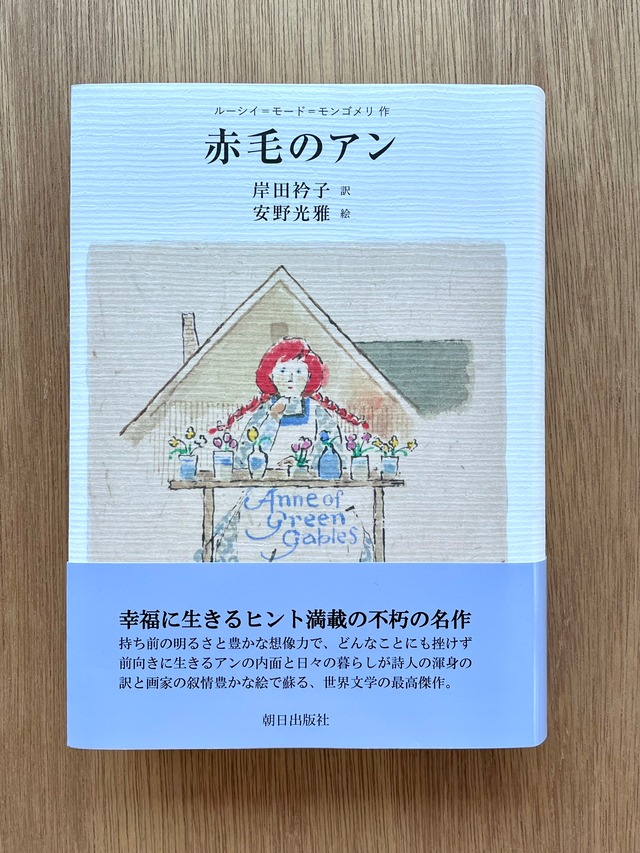 ルーシイ＝モード＝モンゴメリ 作
赤毛のアン
岸田衿子 訳
安野光雅 絵
Anne of
Green
Gables
幸福に生きるヒント満載の不朽の名作
持ち前の明るさと豊かな想像力で、どんなことにも挫けず
前向きに生きるアンの内面と日々の暮らしが詩人の渾身の
訳と画家の叙情豊かな絵で蘇る、世界文学の最高傑作。
朝日出版社